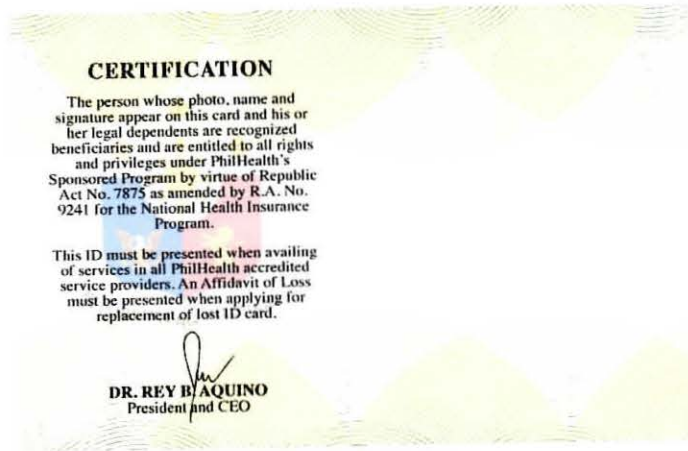 CERTIFICATION
The person whose photo, name and
signature appear on this card and his or
her legal dependents are recognized
beneficiaries and are entitled to all rights
and privileges under PhilHealth's
Sponsored Program by virtue of Republic
Act No. 7875 as amended by R.A. No.
9241 for the National Health Insurance
Program.
This ID must be presented when availing
of services in all PhilHealth accredited
service providers. An Affidavit of Loss
must be presented when applying for
replacement of lost ID card.
DR. REY B. AQUINO
President and CEO